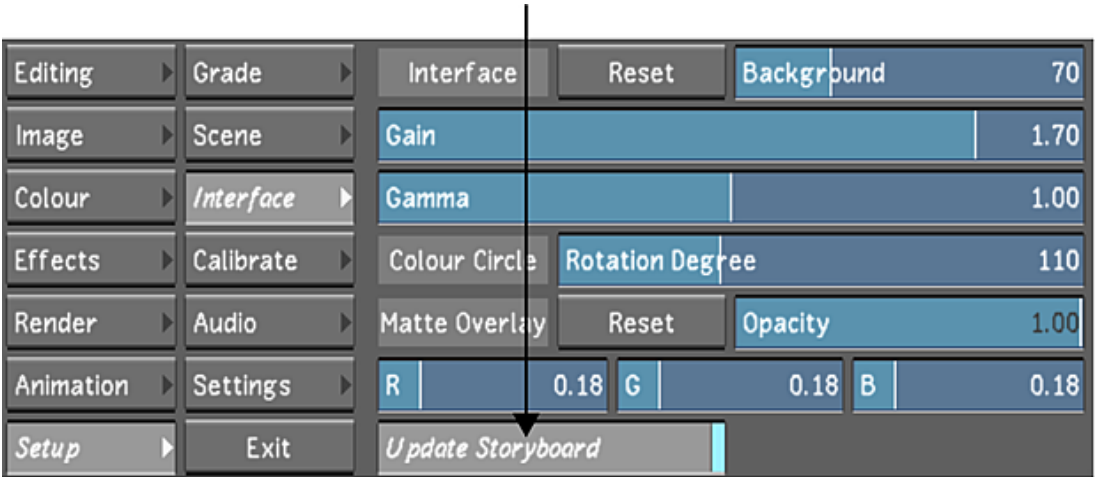 Editing Grade Interface Reset Background 70
Image Scene Gain 1.70
Colour Interface Gamma 1.00
Effects Calibrate Colour Circle Rotation Degree 110
Render Audio Matte Overlay Reset Opacity 1.00
Animation Settings R 0.18 G 0.18 B 0.18
Setup Exit Update Storyboard